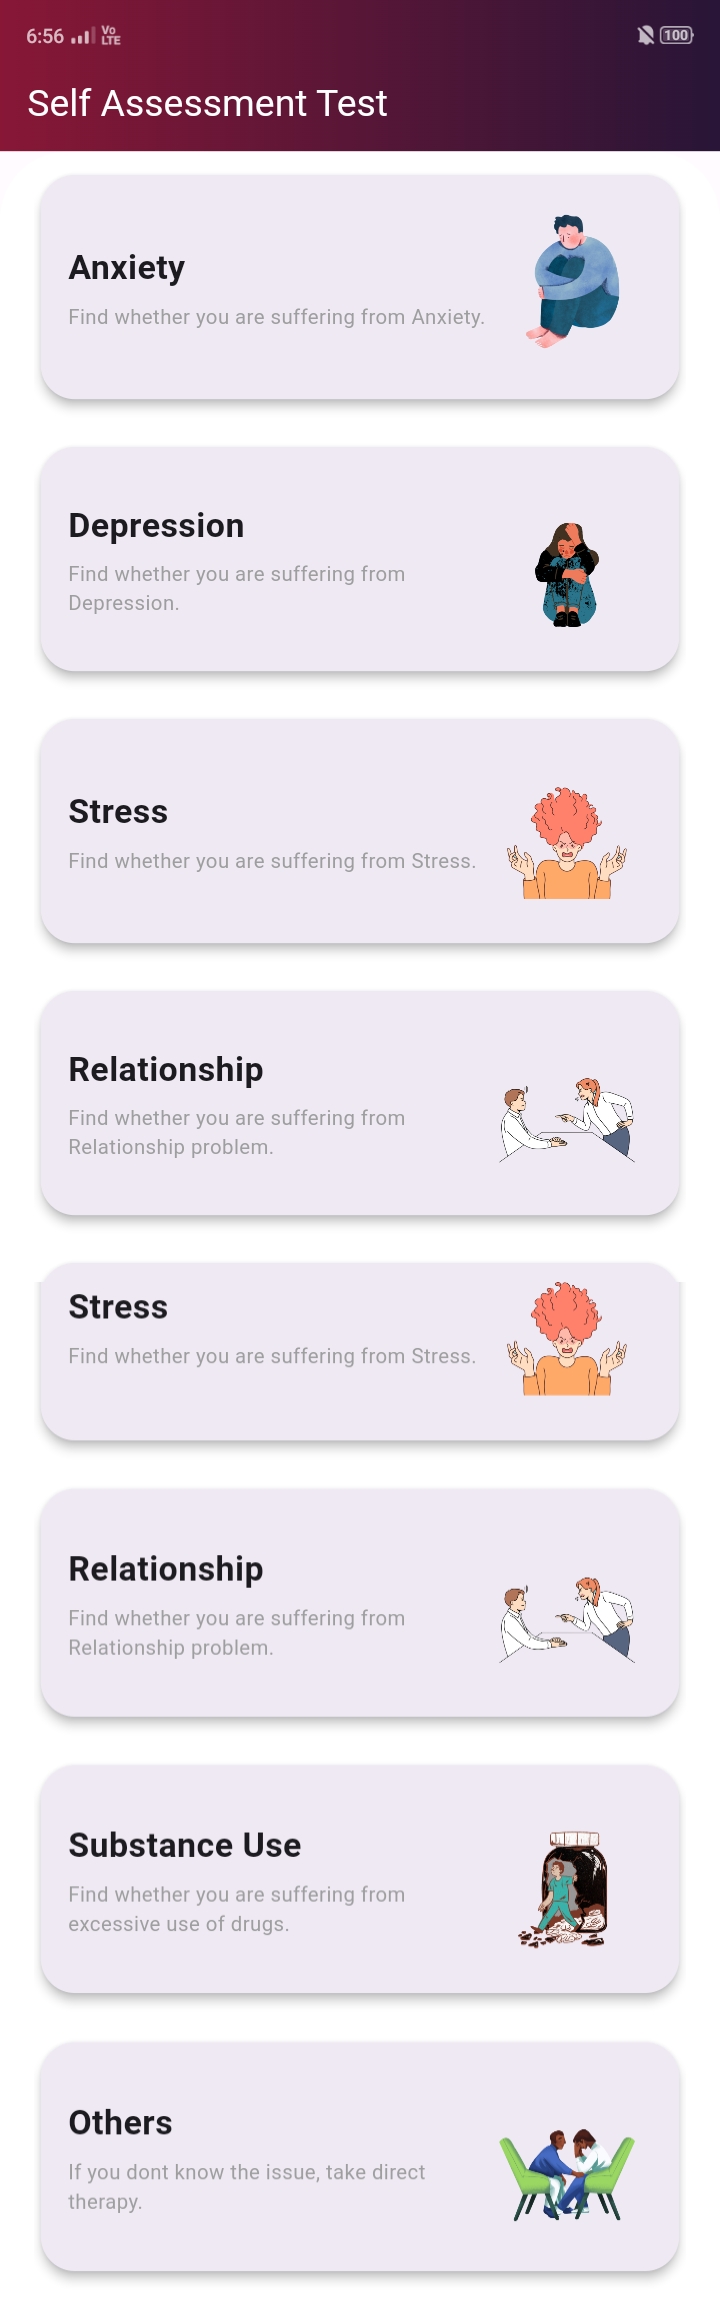 6:56 Vo LTE 100
Self Assessment Test
Anxiety
Find whether you are suffering from Anxiety.
Depression
Find whether you are suffering from
Depression.
Stress
Find whether you are suffering from Stress.
Relationship
Find whether you are suffering from
Relationship problem.
Stress
Find whether you are suffering from Stress.
Relationship
Find whether you are suffering from
Relationship problem.
Substance Use
Find whether you are suffering from
excessive use of drugs.
Others
If you dont know the issue, take direct
therapy.